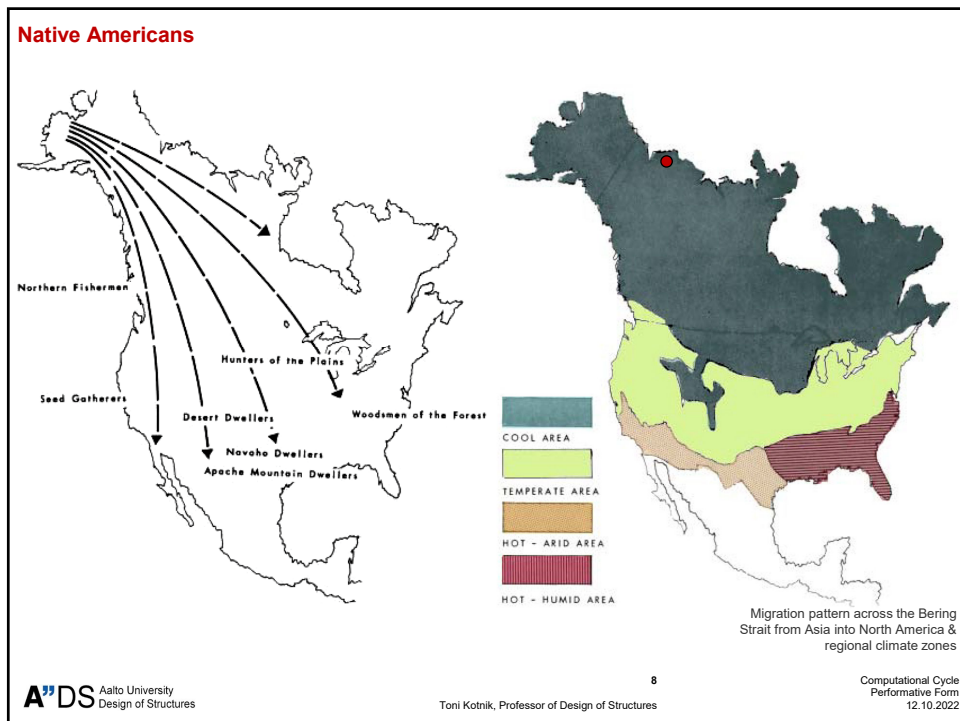 Native Americans
Northern Fishermen
Hunters of the Plains
Seed Gatherers
Desert Dwellers
Woodsmen of the Forest
Navaho Dwellers
Apache Mountain Dwellers
COOL AREA
TEMPERATE AREA
HOT - ARID AREA
HOT - HUMID AREA
Migration pattern across the Bering
Strait from Asia into North America &
regional climate zones
A”DS Aalto University
Design of Structures
8
Toni Kotnik, Professor of Design of Structures
Computational Cycle
Performative Form
12.10.2022